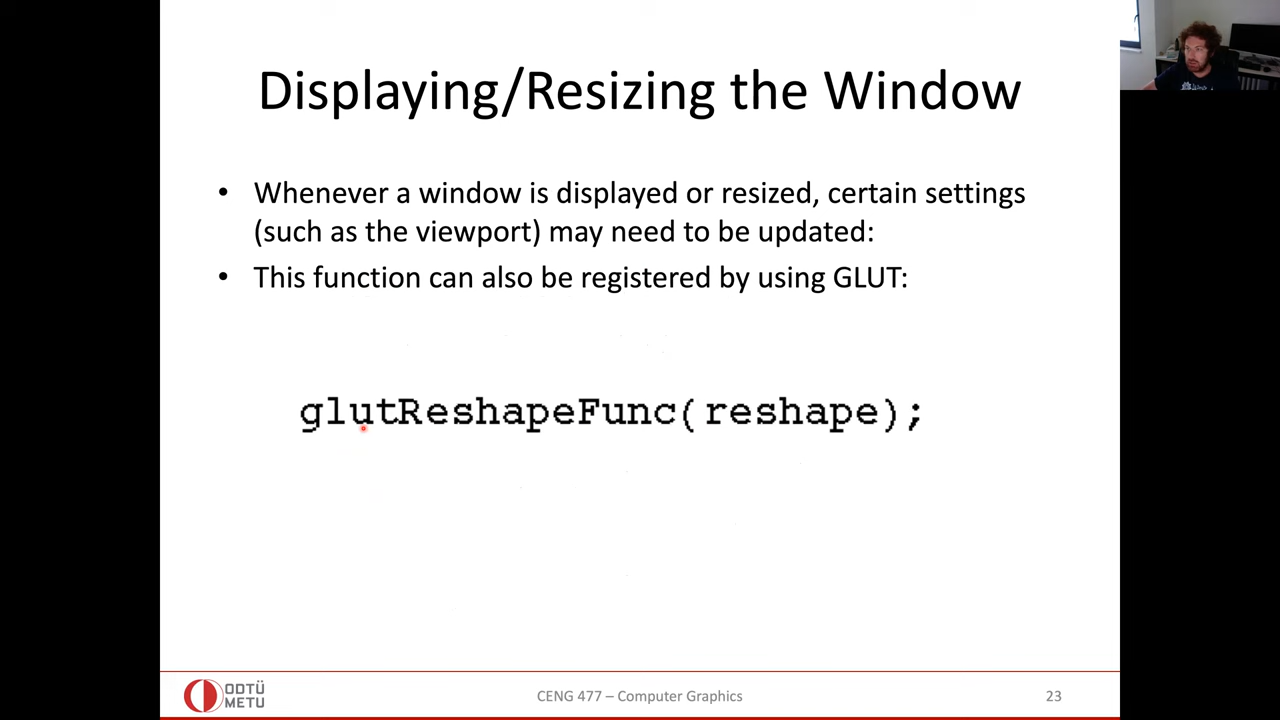 Displaying/Resizing the Window
• Whenever a window is displayed or resized, certain settings
(such as the viewport) may need to be updated:
• This function can also be registered by using GLUT:
glutReshapeFunc(reshape);
ODTÜ
METU
CENG 477 – Computer Graphics
23